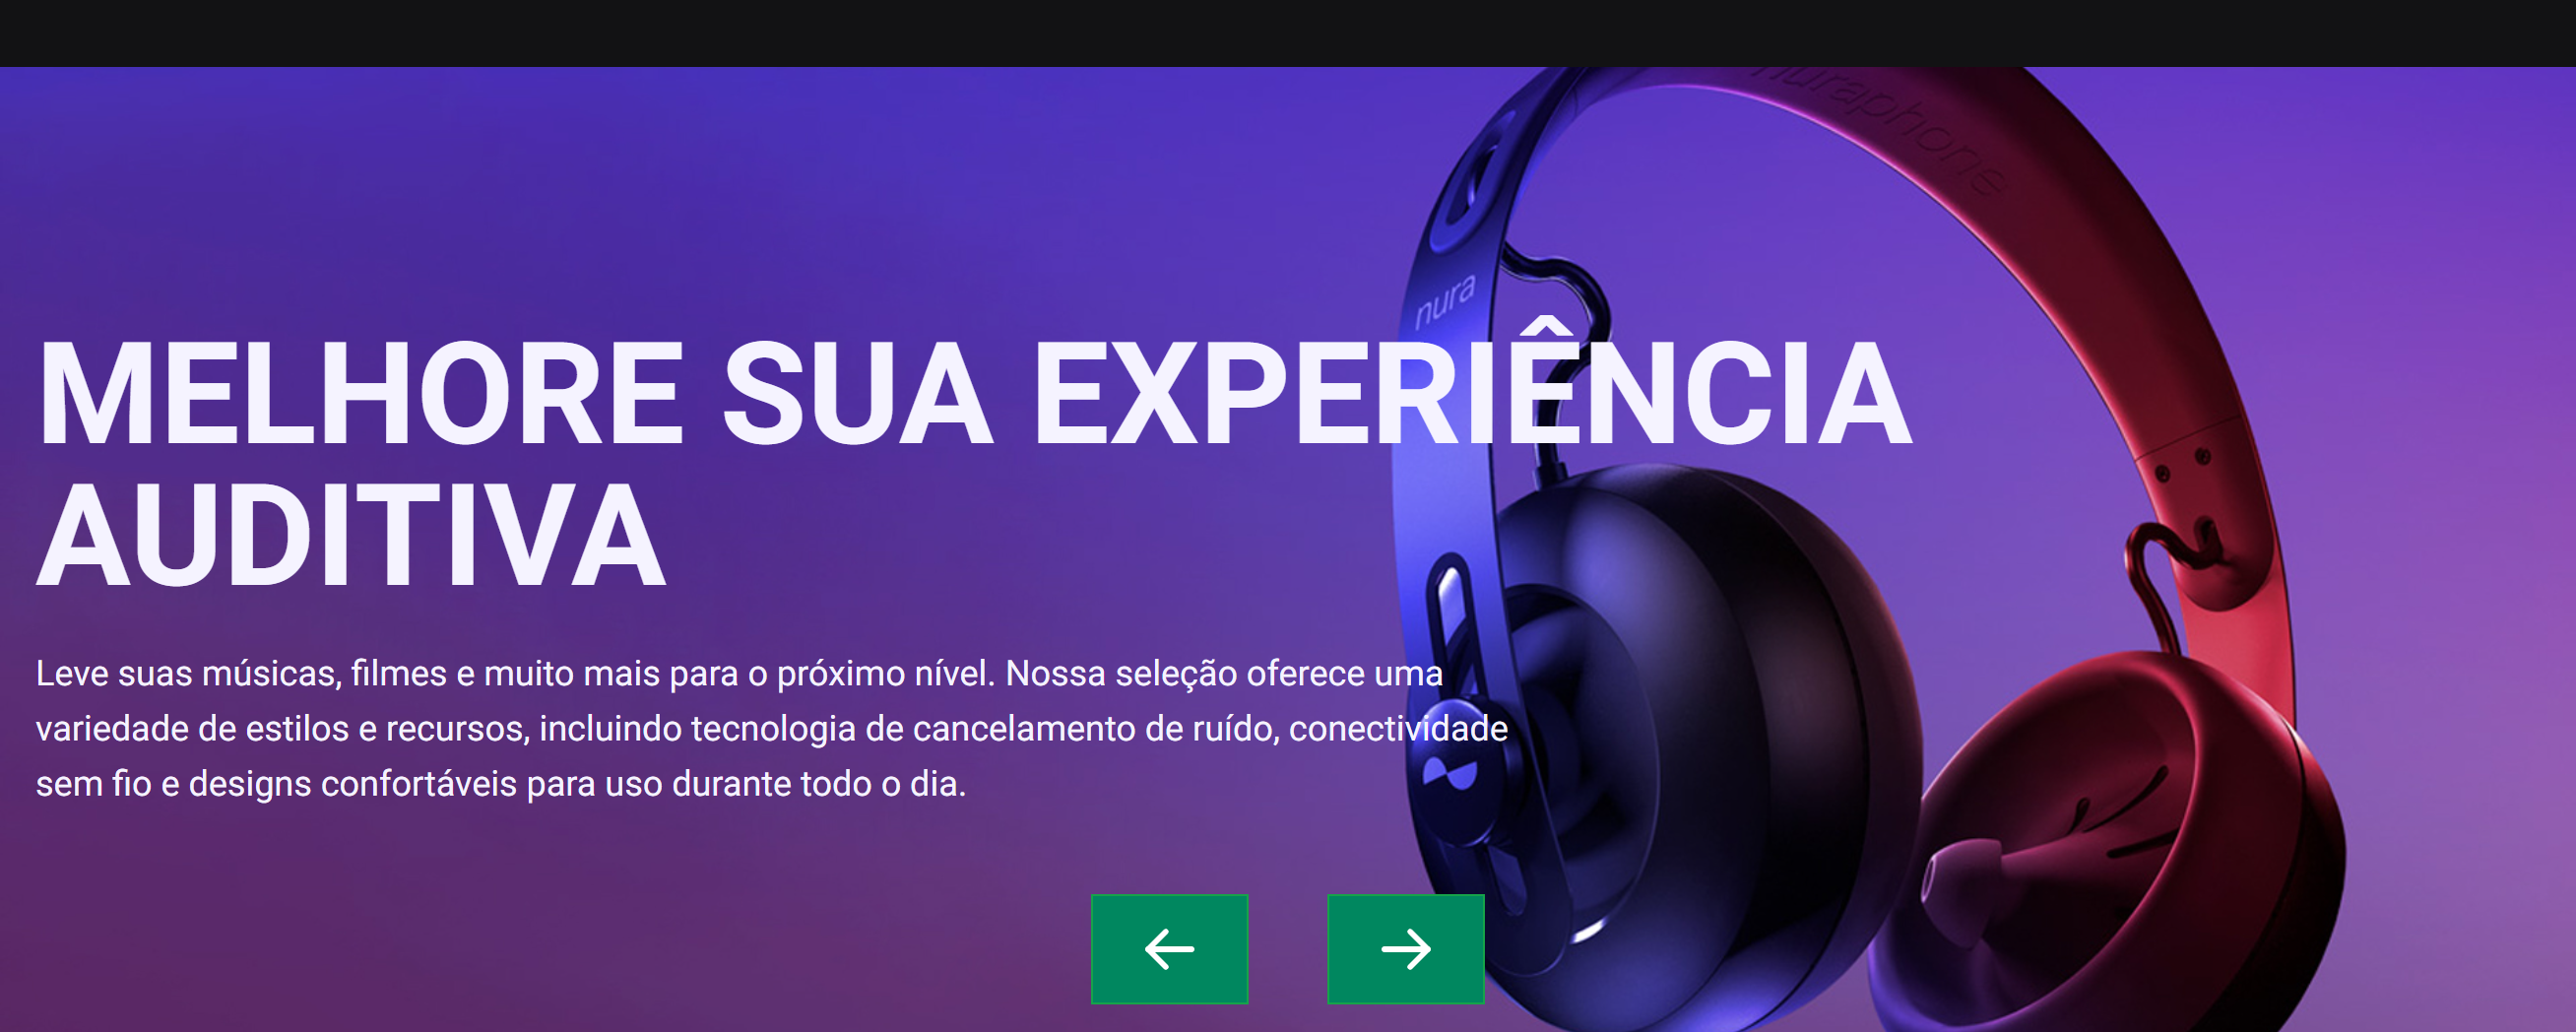 nuraphone
nura
MELHORE SUA EXPERIÊNCIA
AUDITIVA
Leve suas músicas, filmes e muito mais para o próximo nível. Nossa seleção oferece uma
variedade de estilos e recursos, incluindo tecnologia de cancelamento de ruído, conectividade
sem fio e designs confortáveis para uso durante todo o dia.